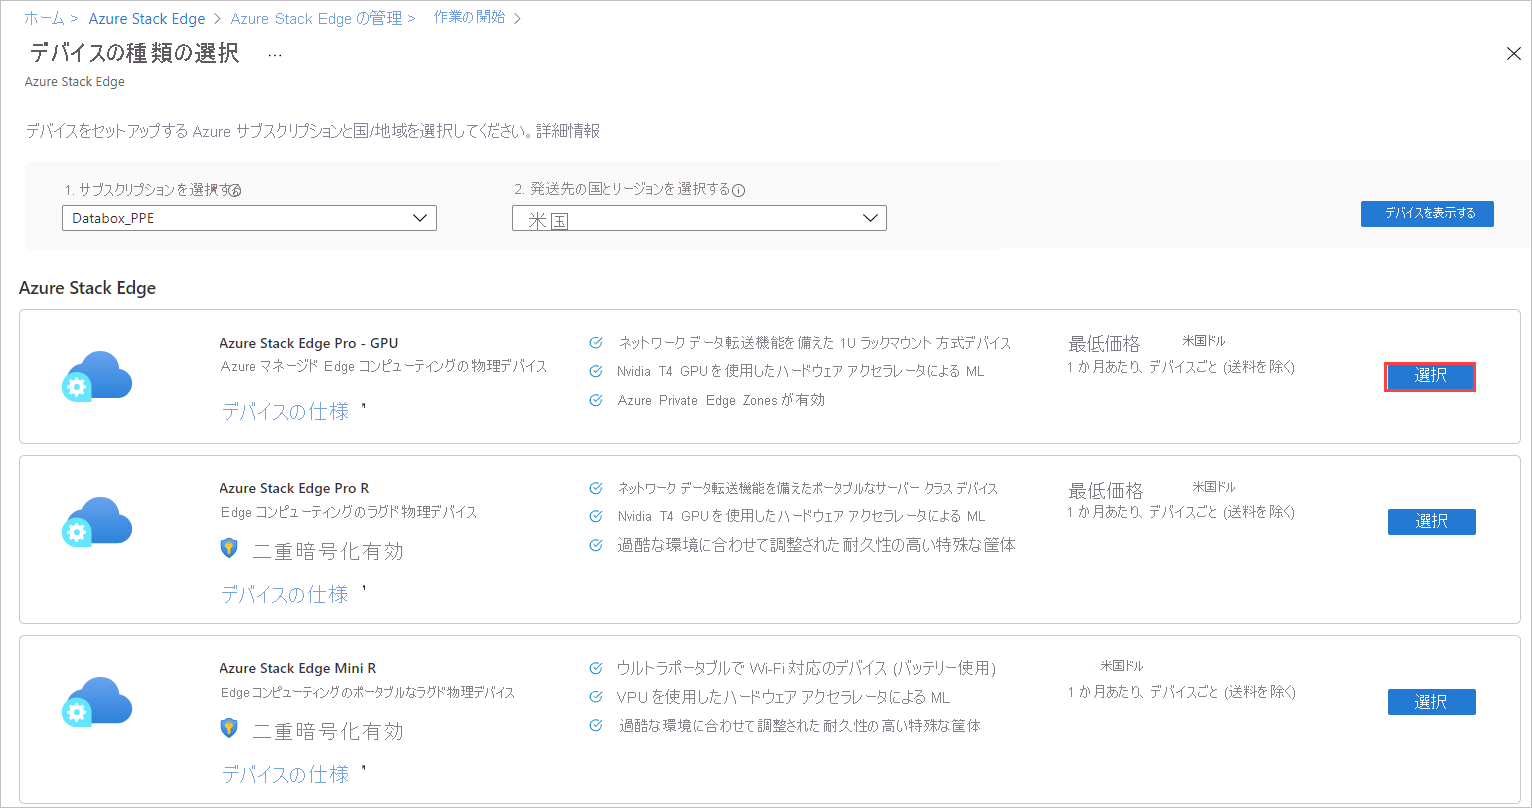 ホーム > Azure Stack Edge > Azure Stack Edge の管理 > 作業の開始 >
デバイスの種類の選択 ...
Azure Stack Edge
デバイスをセットアップする Azure サブスクリプションと国/地域を選択してください。詳細情報
1. サブスクリプションを選択する
2. 発送先の国とリージョンを選択する
Databox_PPE
米国
デバイスを表示する
Azure Stack Edge
Azure Stack Edge Pro - GPU
Azure マネージド Edge コンピューティングの物理デバイス
デバイスの仕様
ネットワーク データ転送機能を備えた 1U ラックマウント 方式デバイス
Nvidia T4 GPU を使用したハードウェア アクセラレータによる ML
Azure Private Edge Zones が有効
最低価格 米国ドル
1 か月あたり、デバイスごと (送料を除く)
選択
Azure Stack Edge Pro R
Edge コンピューティングのラグド物理デバイス
二重暗号化有効
デバイスの仕様
ネットワーク データ転送機能を備えたポータブルなサーバー クラス デバイス
Nvidia T4 GPU を使用したハードウェア アクセラレータによる ML
過酷な環境に合わせて調整された耐久性の高い特殊な筐体
最低価格 米国ドル
1 か月あたり、デバイスごと (送料を除く)
選択
Azure Stack Edge Mini R
Edge コンピューティングのポータブルなラグド物理デバイス
二重暗号化有効
デバイスの仕様
ウルトラポータブルで Wi-Fi 対応のデバイス (バッテリー使用)
VPU を使用したハードウェア アクセラレータによる ML
過酷な環境に合わせて調整された耐久性の高い特殊な筐体
米国ドル
1 か月あたり、デバイスごと (送料を除く)
選択